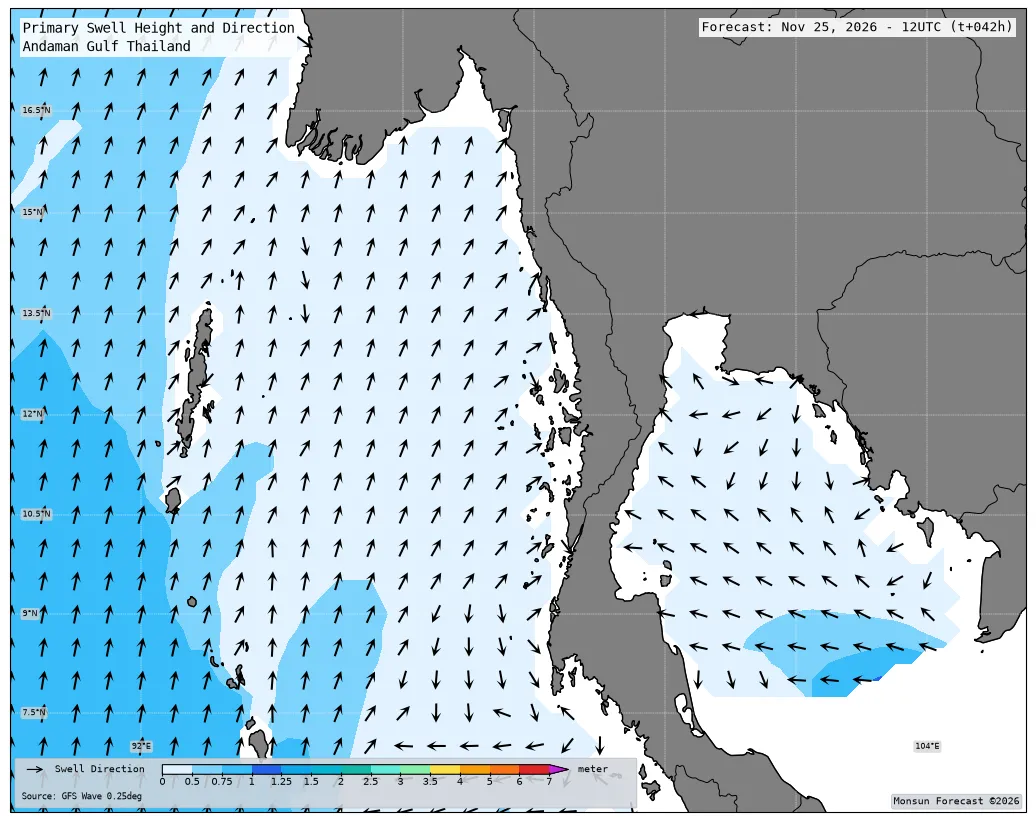 Primary Swell Height and Direction
Andaman Gulf Thailand
Forecast: Nov 25, 2026 - 12UTC (t+042h)
16.5°N
15°N
13.5°N
12°N
10.5°N
9°N
7.5°N
92°E
104°E
Swell Direction
0 0.5 0.75 1 1.25 1.5 2 2.5 3 3.5 4 5 6 7 meter
Source: GFS Wave 0.25deg
Monsun Forecast ©2026